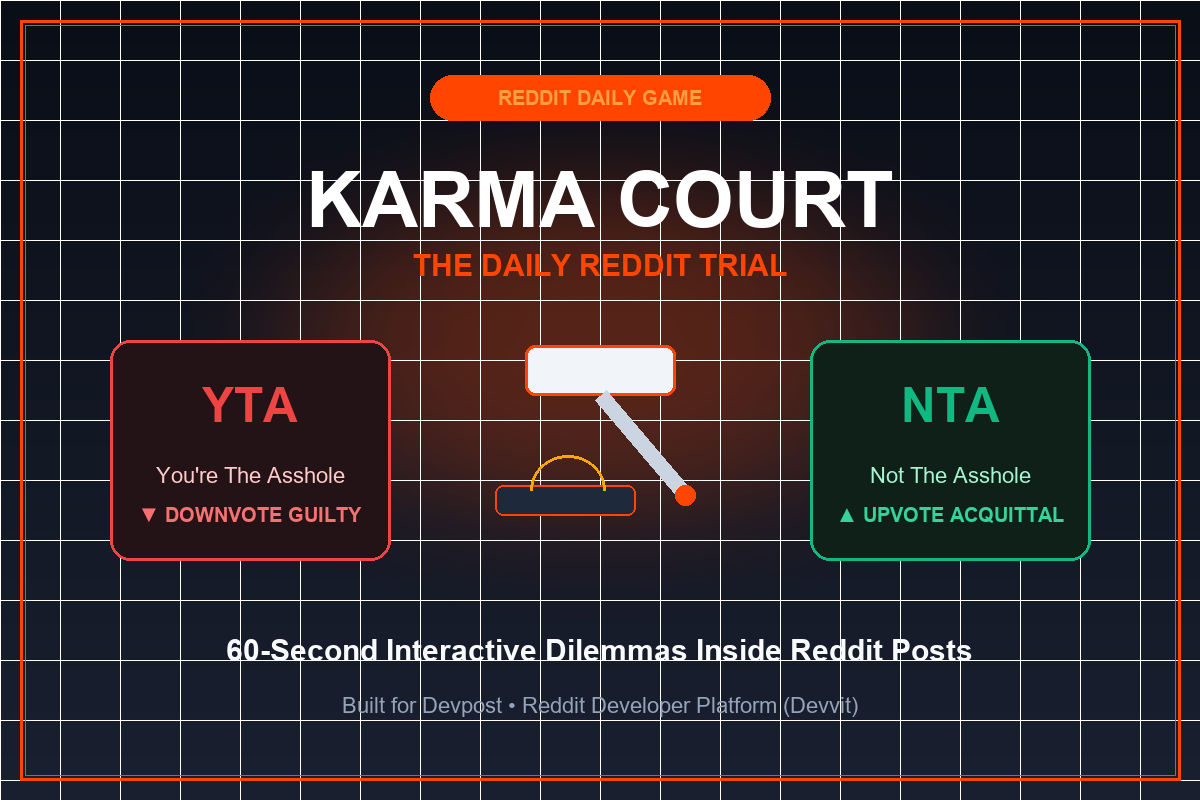 REDDIT DAILY GAME
KARMA COURT
THE DAILY REDDIT TRIAL
YTA
You're The Asshole
▼ DOWNVOTE GUILTY
NTA
Not The Asshole
▲ UPVOTE ACQUITTAL
60-Second Interactive Dilemmas Inside Reddit Posts
Built for Devpost • Reddit Developer Platform (Devvit)